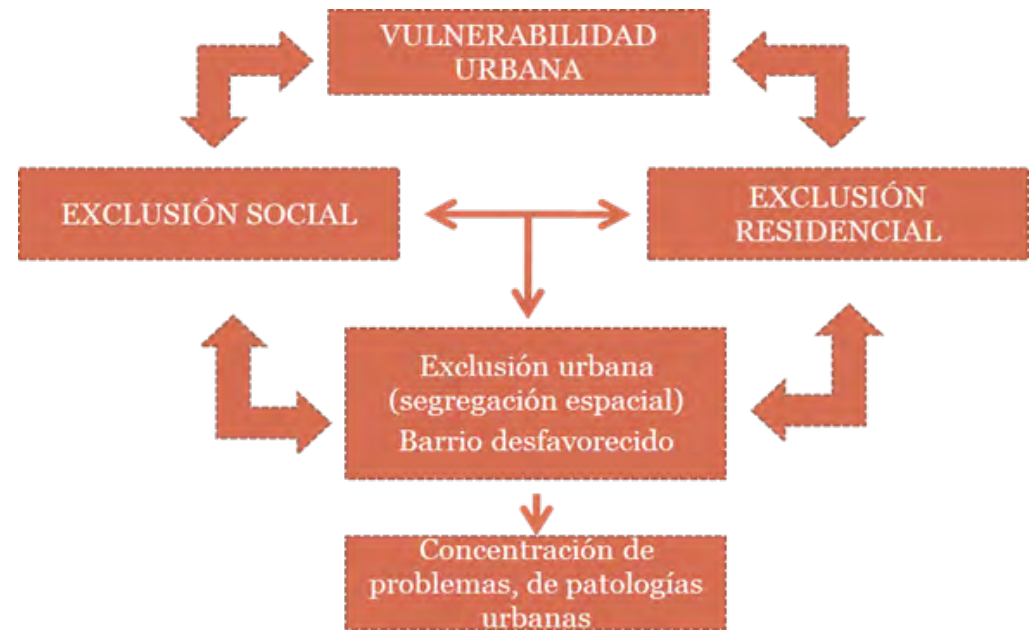 VULNERABILIDAD
URBANA
EXCLUSIÓN SOCIAL
EXCLUSIÓN
RESIDENCIAL
Exclusión urbana
(segregación espacial)
Barrio desfavorecido
Concentración de
problemas, de patologías
urbanas